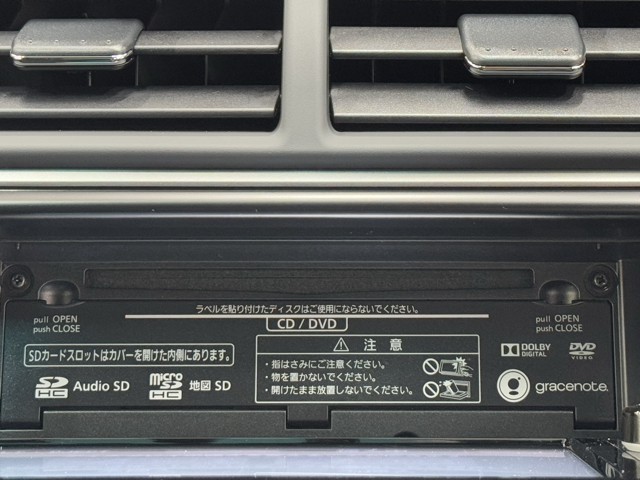 ラベルを貼り付けたディスクはご使用にならないでください。
CD / DVD
pull OPEN
push CLOSE
pull OPEN
push CLOSE
SDカードスロットはカバーを開けた内側にあります。
SD HC Audio SD
micro SD HC 地図 SD
⚠ 注 意
・指はさみにご注意ください。
・物を置かないでください。
・開けたまま放置しないでください。
DOLBY DIGITAL
DVD VIDEO
gracenote.